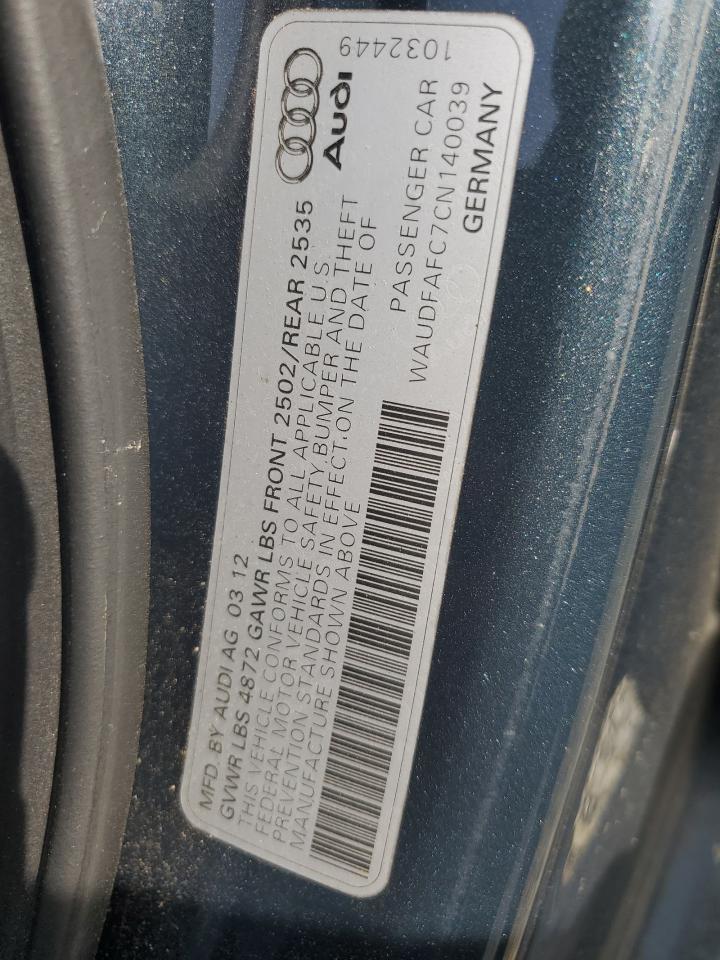 MFD. BY AUDI AG 03 12
GVWR LBS 4872 GAWR LBS FRONT 2502/REAR 2535
THIS VEHICLE CONFORMS TO ALL APPLICABLE U.S.
FEDERAL MOTOR VEHICLE SAFETY, BUMPER AND THEFT
PREVENTION STANDARDS IN EFFECT ON THE DATE OF
MANUFACTURE SHOWN ABOVE
Audi
1032449
PASSENGER CAR
WAUDFAFC7CN140039
GERMANY